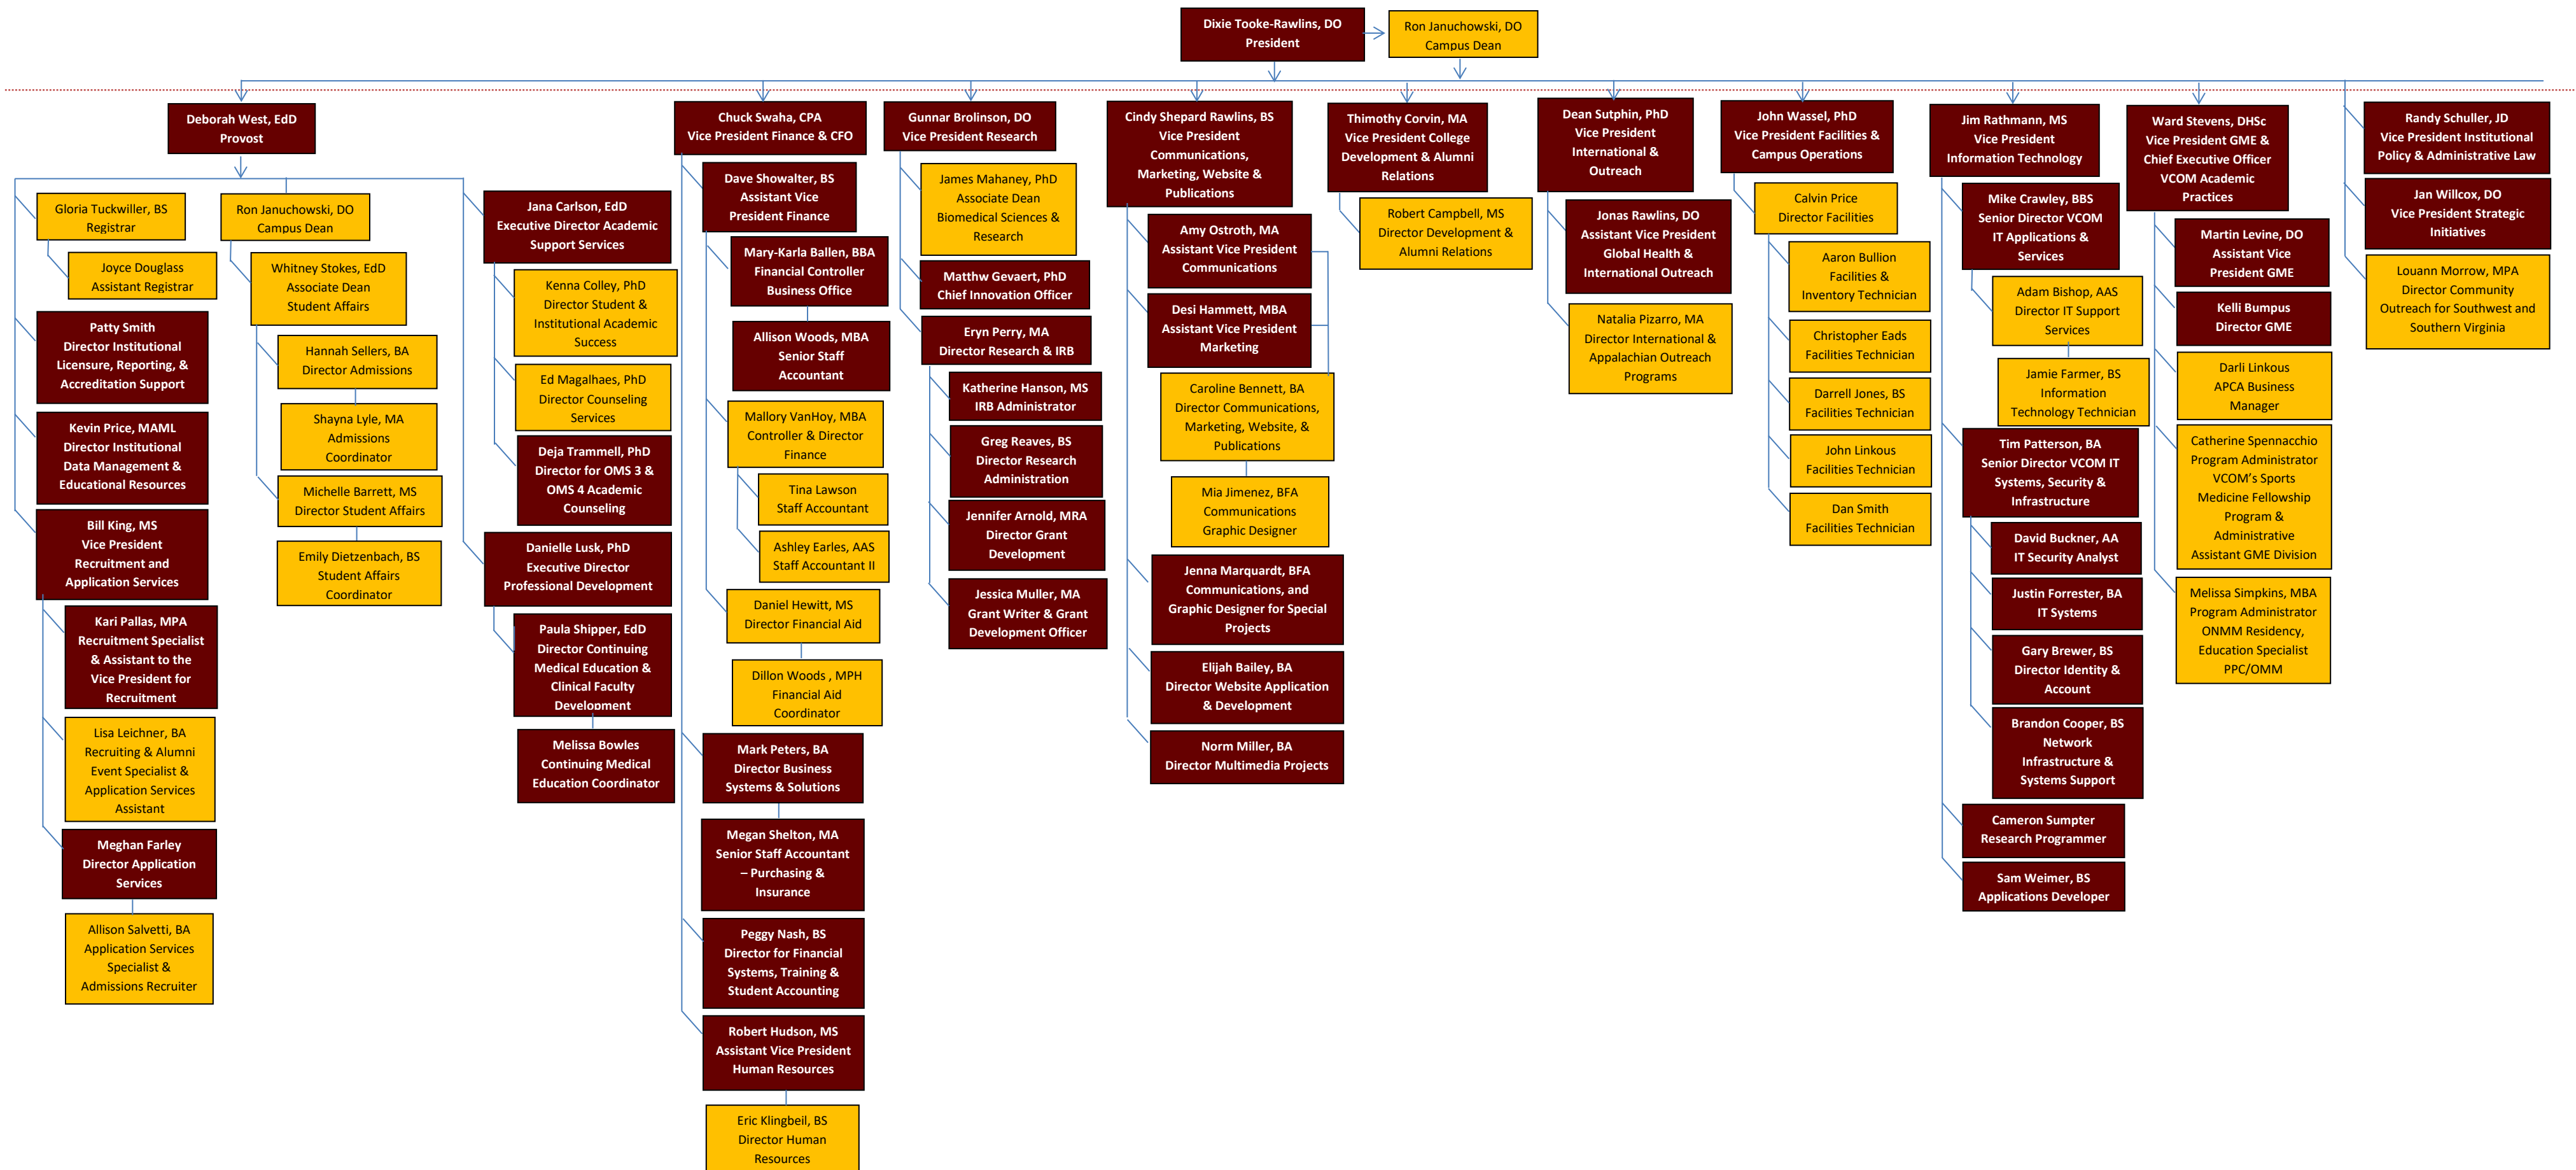 Dixie Tooke-Rawlins, DO
President
Ron Januchowski, DO
Campus Dean
Deborah West, EdD
Provost
Gloria Tuckwiller, BS
Registrar
Joyce Douglass
Assistant Registrar
Patty Smith
Director Institutional
Licensure, Reporting, &
Accreditation Support
Kevin Price, MAML
Director Institutional
Data Management &
Educational Resources
Bill King, MS
Vice President
Recruitment and
Application Services
Kari Pallas, MPA
Recruitment Specialist
& Assistant to the
Vice President for
Recruitment
Lisa Leichner, BA
Recruiting & Alumni
Event Specialist &
Application Services
Assistant
Meghan Farley
Director Application
Services
Allison Salvetti, BA
Application Services
Specialist &
Admissions Recruiter
Ron Januchowski, DO
Campus Dean
Whitney Stokes, EdD
Associate Dean
Student Affairs
Hannah Sellers, BA
Director Admissions
Shayna Lyle, MA
Admissions
Coordinator
Michelle Barrett, MS
Director Student Affairs
Emily Dietzenbach, BS
Student Affairs
Coordinator
Jana Carlson, EdD
Executive Director Academic
Support Services
Kenna Colley, PhD
Director Student &
Institutional Academic
Success
Ed Magalhaes, PhD
Director Counseling
Services
Deja Trammell, PhD
Director for OMS 3 &
OMS 4 Academic
Counseling
Danielle Lusk, PhD
Executive Director
Professional Development
Paula Shipper, EdD
Director Continuing
Medical Education &
Clinical Faculty
Development
Melissa Bowles
Continuing Medical
Education Coordinator
Chuck Swaha, CPA
Vice President Finance & CFO
Dave Showalter, BS
Assistant Vice
President Finance
Mary-Karla Ballen, BBA
Financial Controller
Business Office
Allison Woods, MBA
Senior Staff
Accountant
Mallory VanHoy, MBA
Controller & Director
Finance
Tina Lawson
Staff Accountant
Ashley Earles, AAS
Staff Accountant II
Daniel Hewitt, MS
Director Financial Aid
Dillon Woods , MPH
Financial Aid
Coordinator
Mark Peters, BA
Director Business
Systems & Solutions
Megan Shelton, MA
Senior Staff Accountant
– Purchasing &
Insurance
Peggy Nash, BS
Director for Financial
Systems, Training &
Student Accounting
Robert Hudson, MS
Assistant Vice President
Human Resources
Eric Klingbeil, BS
Director Human
Resources
Gunnar Brolinson, DO
Vice President Research
James Mahaney, PhD
Associate Dean
Biomedical Sciences &
Research
Matthw Gevaert, PhD
Chief Innovation Officer
Eryn Perry, MA
Director Research & IRB
Katherine Hanson, MS
IRB Administrator
Greg Reaves, BS
Director Research
Administration
Jennifer Arnold, MRA
Director Grant
Development
Jessica Muller, MA
Grant Writer & Grant
Development Officer
Cindy Shepard Rawlins, BS
Vice President
Communications,
Marketing, Website &
Publications
Amy Ostroth, MA
Assistant Vice President
Communications
Desi Hammett, MBA
Assistant Vice President
Marketing
Caroline Bennett, BA
Director Communications,
Marketing, Website, &
Publications
Mia Jimenez, BFA
Communications
Graphic Designer
Jenna Marquardt, BFA
Communications, and
Graphic Designer for Special
Projects
Elijah Bailey, BA
Director Website Application
& Development
Norm Miller, BA
Director Multimedia Projects
Thimothy Corvin, MA
Vice President College
Development & Alumni
Relations
Robert Campbell, MS
Director Development &
Alumni Relations
Dean Sutphin, PhD
Vice President
International &
Outreach
Jonas Rawlins, DO
Assistant Vice President
Global Health &
International Outreach
Natalia Pizarro, MA
Director International &
Appalachian Outreach
Programs
John Wassel, PhD
Vice President Facilities &
Campus Operations
Calvin Price
Director Facilities
Aaron Bullion
Facilities &
Inventory Technician
Christopher Eads
Facilities Technician
Darrell Jones, BS
Facilities Technician
John Linkous
Facilities Technician
Dan Smith
Facilities Technician
Jim Rathmann, MS
Vice President
Information Technology
Mike Crawley, BBS
Senior Director VCOM
IT Applications &
Services
Adam Bishop, AAS
Director IT Support
Services
Jamie Farmer, BS
Information
Technology Technician
Tim Patterson, BA
Senior Director VCOM IT
Systems, Security &
Infrastructure
David Buckner, AA
IT Security Analyst
Justin Forrester, BA
IT Systems
Gary Brewer, BS
Director Identity &
Account
Brandon Cooper, BS
Network
Infrastructure &
Systems Support
Cameron Sumpter
Research Programmer
Sam Weimer, BS
Applications Developer
Ward Stevens, DHSc
Vice President GME &
Chief Executive Officer
VCOM Academic
Practices
Martin Levine, DO
Assistant Vice
President GME
Kelli Bumpus
Director GME
Darli Linkous
APCA Business
Manager
Catherine Spennacchio
Program Administrator
VCOM's Sports
Medicine Fellowship
Program &
Administrative
Assistant GME Division
Melissa Simpkins, MBA
Program Administrator
ONMM Residency,
Education Specialist
PPC/OMM
Randy Schuller, JD
Vice President Institutional
Policy & Administrative Law
Jan Willcox, DO
Vice President Strategic
Initiatives
Louann Morrow, MPA
Director Community
Outreach for Southwest and
Southern Virginia